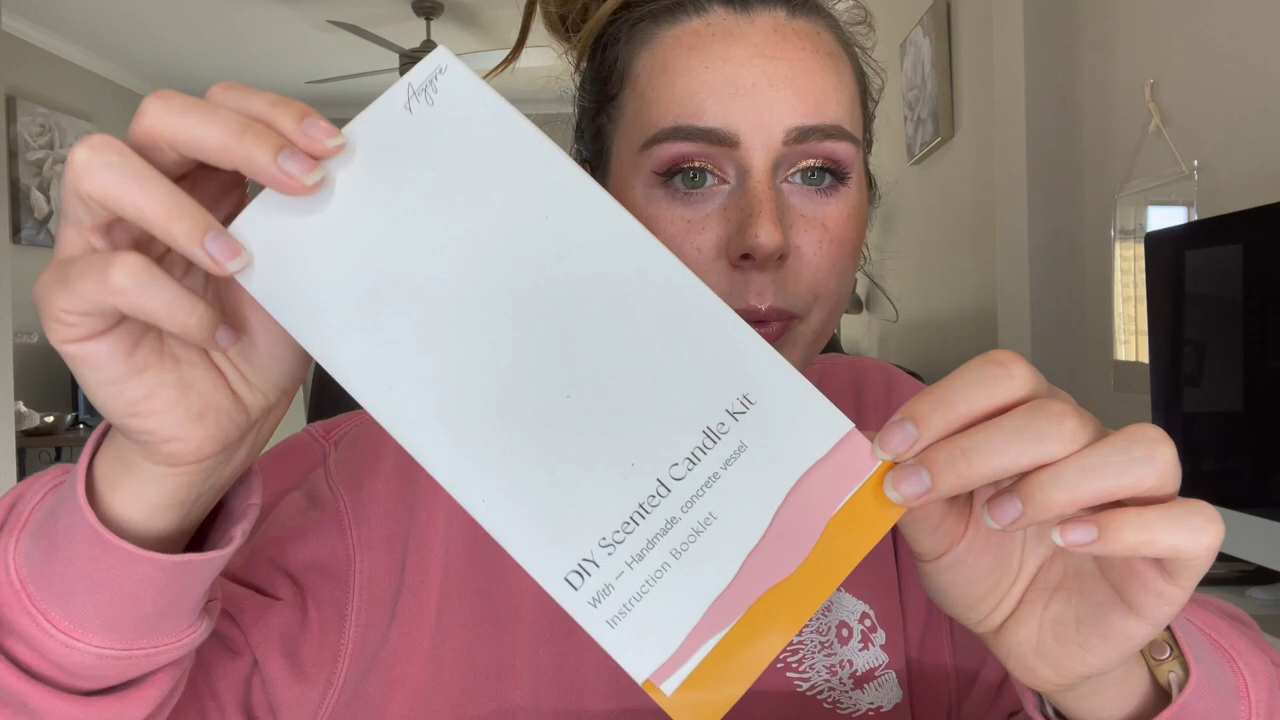 DIY Scented Candle Kit
With — Handmade, concrete vessel
Instruction Booklet